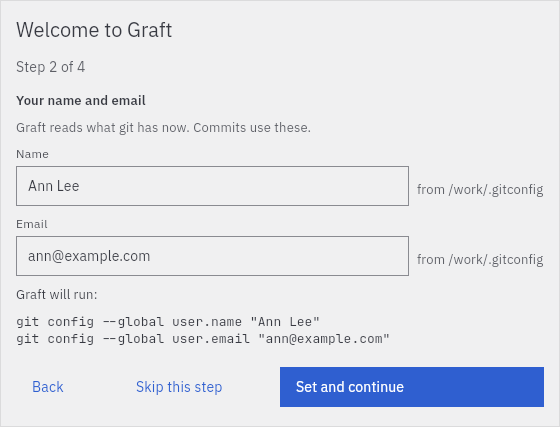 Welcome to Graft
Step 2 of 4
Your name and email
Graft reads what git has now. Commits use these.
Name
Ann Lee
from /work/.gitconfig
Email
ann@example.com
from /work/.gitconfig
Graft will run:
git config --global user.name "Ann Lee"
git config --global user.email "ann@example.com"
Back
Skip this step
Set and continue